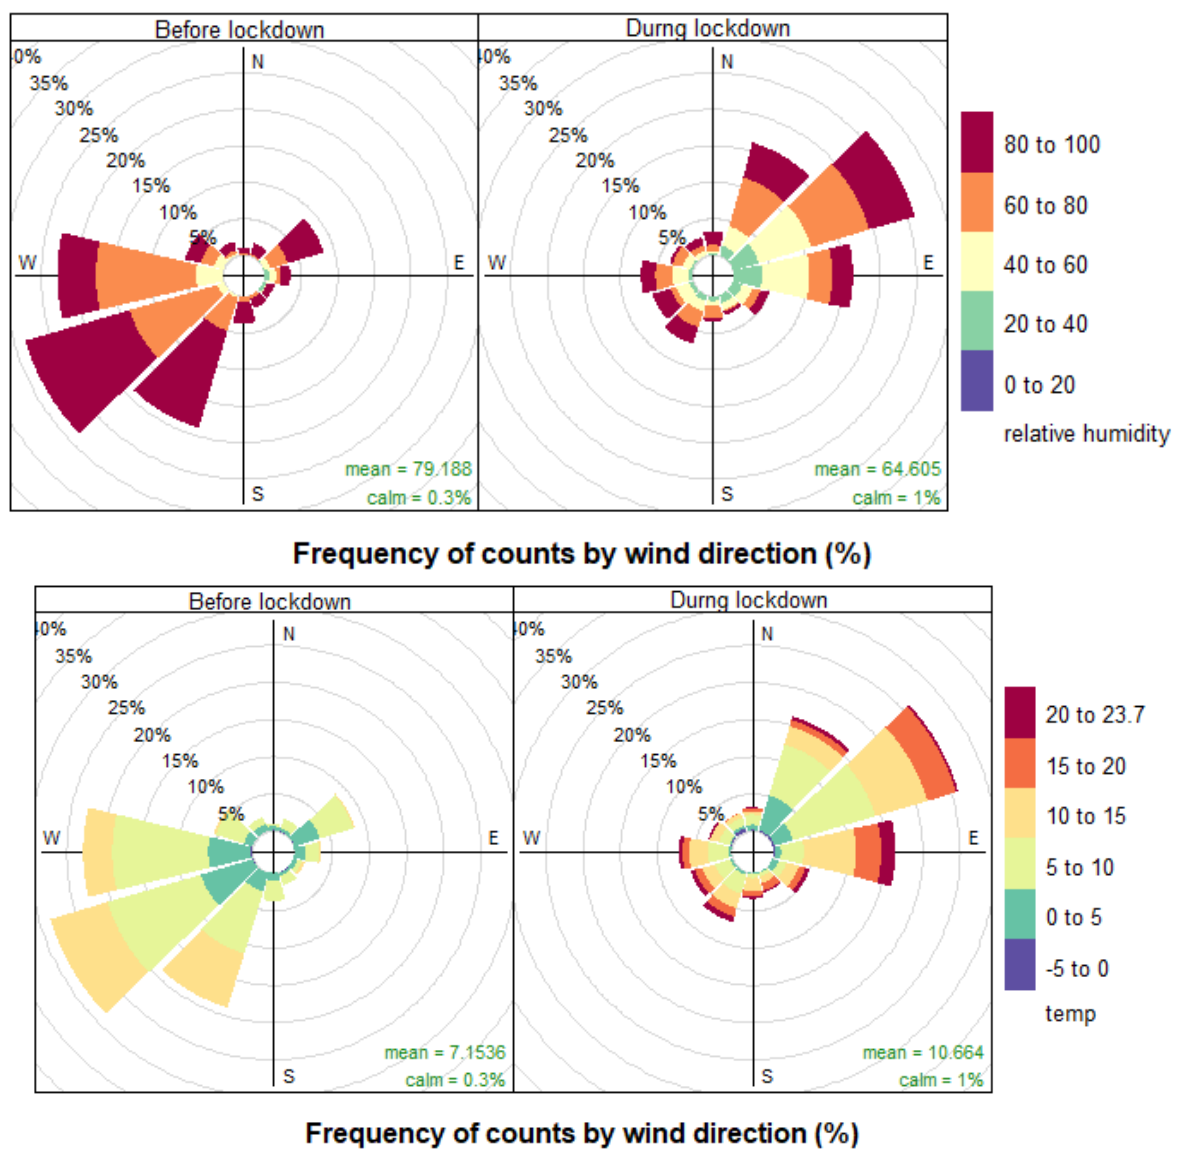 Before lockdown
Durng lockdown
0%
35%
30%
25%
20%
15%
10%
5%
N
W
E
S
mean = 79.188
calm = 0.3%
40%
35%
30%
25%
20%
15%
10%
5%
N
W
E
S
mean = 64.605
calm = 1%
80 to 100
60 to 80
40 to 60
20 to 40
0 to 20
relative humidity
Frequency of counts by wind direction (%)
Before lockdown
Durng lockdown
40%
35%
30%
25%
20%
15%
10%
5%
N
W
E
S
mean = 7.1536
calm = 0.3%
40%
35%
30%
25%
20%
15%
10%
5%
N
W
E
S
mean = 10.664
calm = 1%
20 to 23.7
15 to 20
10 to 15
5 to 10
0 to 5
-5 to 0
temp
Frequency of counts by wind direction (%)